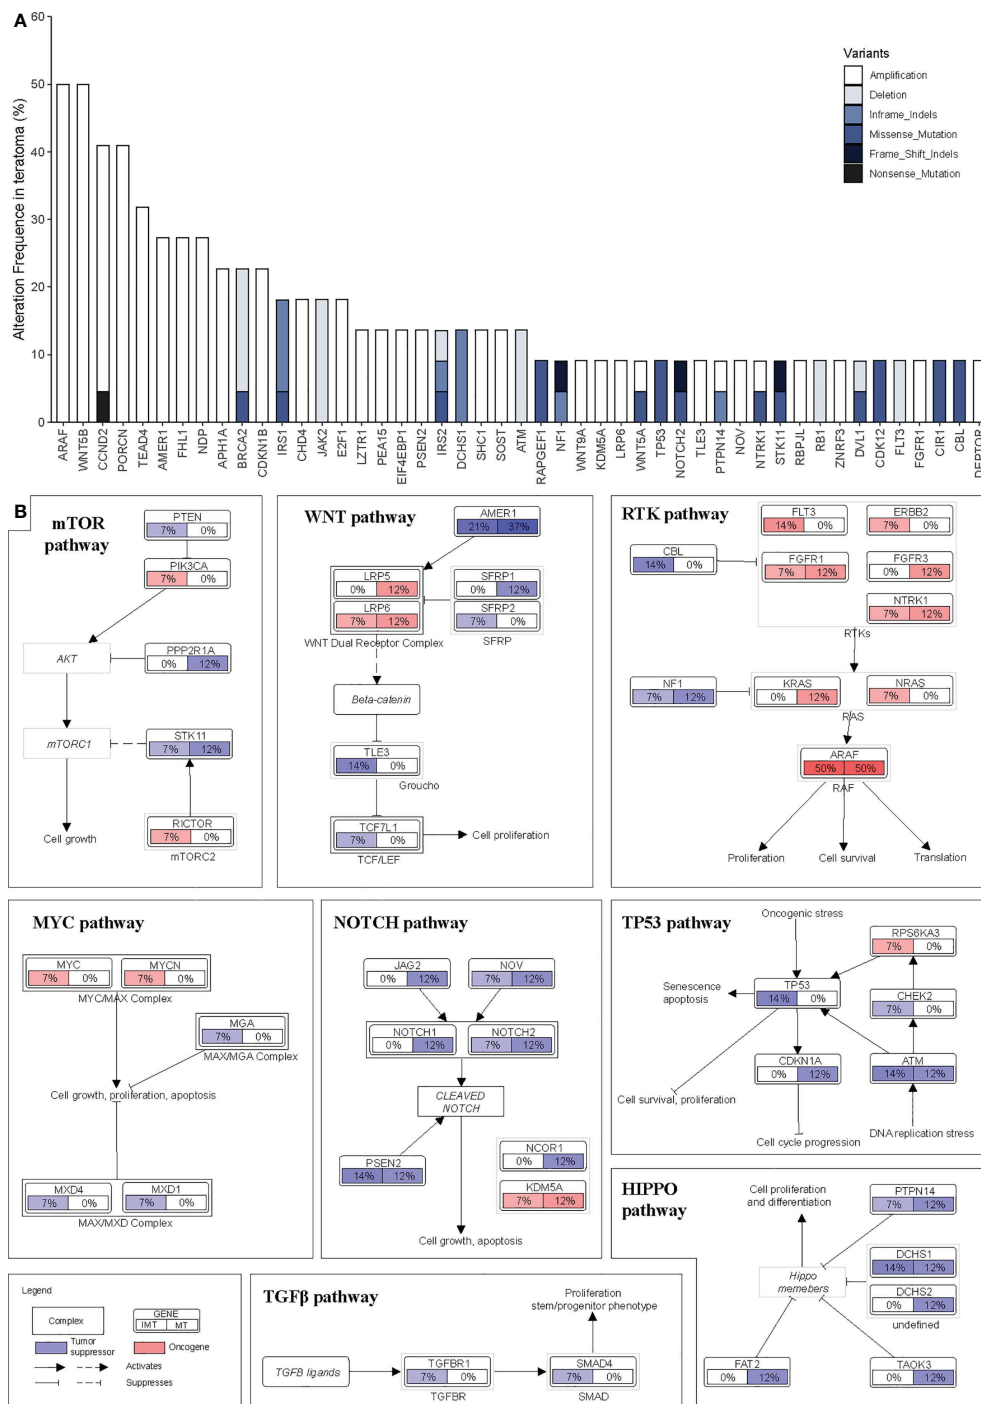 A
60
50
40
30
20
10
0
Alteration Frequence in teratoma (%)
Variants
Amplification
Deletion
Inframe_Indels
Missense_Mutation
Frame_Shift_Indels
Nonsense_Mutation
ARAF
WNT5B
CCND2
PORCN
TEAD4
AMER1
FHL1
NDP
APH1A
BRCA2
CDKN1B
IRS1
CHD4
JAK2
E2F1
LZTR1
PEA15
EIF4EBP1
PSEN2
IRS2
DCHS1
SHC1
SOST
ATM
RAPGEF1
NF1
WNT9A
KDM5A
LRP6
WNT5A
TP53
NOTCH2
TLE3
PTPN14
NOV
NTRK1
STK11
RBPJL
RB1
ZNRF3
DVL1
CDK12
FLT3
FGFR1
CIR1
CBL
DEPTOR
B
mTOR
pathway
PTEN
7% 0%
PIK3CA
7% 0%
AKT
PPP2R1A
0% 12%
mTORC1
STK11
7% 12%
RICTOR
7% 0%
mTORC2
Cell growth
WNT pathway
AMER1
21% 37%
LRP5
0% 12%
LRP6
7% 12%
WNT Dual Receptor Complex
SFRP1
0% 12%
SFRP2
7% 0%
SFRP
Beta-catenin
TLE3
14% 0%
Groucho
TCF7L1
7% 0%
TCF/LEF
Cell proliferation
RTK pathway
FLT3
14% 0%
ERBB2
7% 0%
CBL
14% 0%
FGFR1
7% 12%
FGFR3
0% 12%
NTRK1
7% 12%
RTKs
NF1
7% 12%
KRAS
0% 12%
NRAS
7% 0%
RAS
ARAF
50% 50%
RAF
Proliferation
Cell survival
Translation
MYC pathway
MYC
7% 0%
MYCN
7% 0%
MYC/MAX Complex
MGA
7% 0%
MAX/MGA Complex
Cell growth, proliferation, apoptosis
MXD4
7% 0%
MXD1
7% 0%
MAX/MXD Complex
NOTCH pathway
JAG2
0% 12%
NOV
7% 12%
NOTCH1
0% 12%
NOTCH2
7% 12%
CLEAVED
NOTCH
PSEN2
14% 12%
NCOR1
0% 12%
KDM5A
7% 12%
Cell growth, apoptosis
TP53 pathway
Oncogenic stress
RPS6KA3
7% 0%
Senescence
apoptosis
TP53
14% 0%
CHEK2
7% 0%
CDKN1A
0% 12%
ATM
14% 12%
Cell survival, proliferation
DNA replication stress
Cell cycle progression
HIPPO
pathway
Cell proliferation
and differentiation
PTPN14
7% 12%
DCHS1
14% 12%
DCHS2
0% 12%
undefined
Hippo
memebers
FAT2
0% 12%
TAOK3
0% 12%
Legend
Complex
GENE
IMT MT
Tumor
suppressor
Oncogene
Activates
Suppresses
TGFβ pathway
Proliferation
stem/progenitor phenotype
TGFB ligands
TGFBR1
7% 0%
TGFBR
SMAD4
7% 0%
SMAD